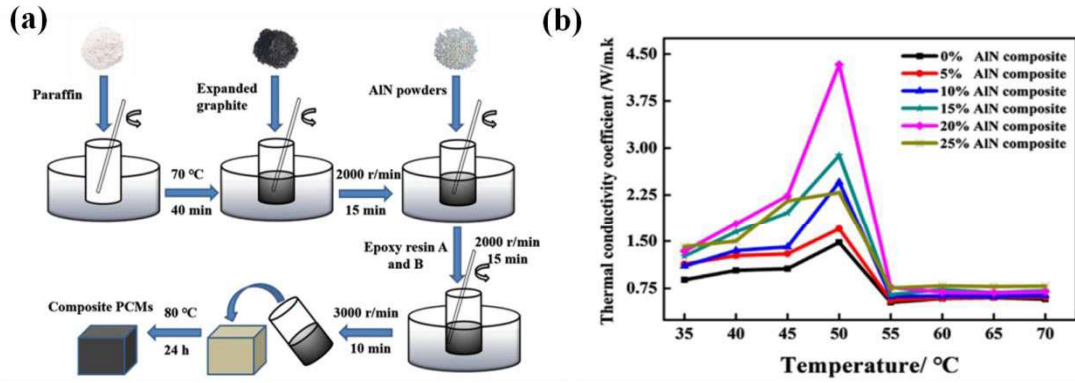 (a)
Paraffin
Expanded
graphite
AlN powders
70 ℃
40 min
2000 r/min
15 min
Epoxy resin A
and B
2000 r/min
15 min
3000 r/min
10 min
80 ℃
24 h
Composite PCMs
(b)
Thermal conductivity coefficient /W/m.k
4.50
3.75
3.00
2.25
1.50
0.75
0% AlN composite
5% AlN composite
10% AlN composite
15% AlN composite
20% AlN composite
25% AlN composite
35 40 45 50 55 60 65 70
Temperature/ ℃